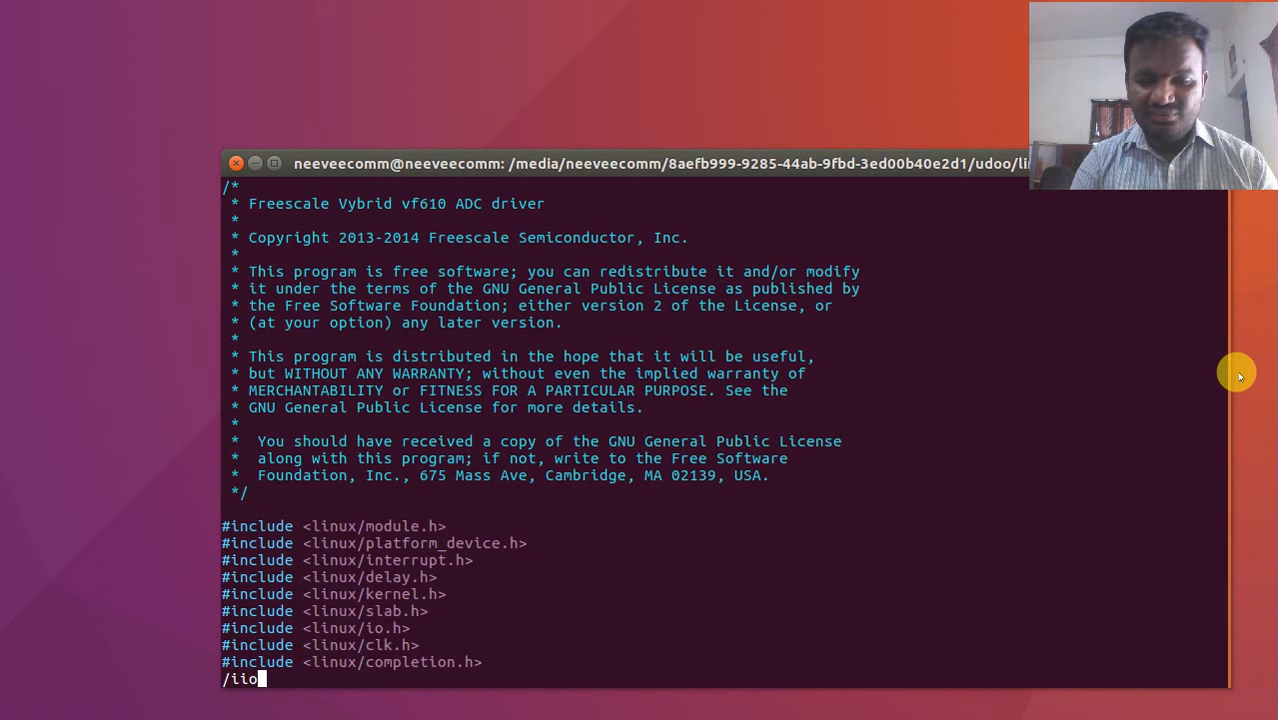 neeveecomm@neeveecomm: /media/neeveecomm/8aefb999-9285-44ab-9fbd-3ed00b40e2d1/udoo/li
/*
 * Freescale Vybrid vf610 ADC driver
 *
 * Copyright 2013-2014 Freescale Semiconductor, Inc.
 *
 * This program is free software; you can redistribute it and/or modify
 * it under the terms of the GNU General Public License as published by
 * the Free Software Foundation; either version 2 of the License, or
 * (at your option) any later version.
 *
 * This program is distributed in the hope that it will be useful,
 * but WITHOUT ANY WARRANTY; without even the implied warranty of
 * MERCHANTABILITY or FITNESS FOR A PARTICULAR PURPOSE. See the
 * GNU General Public License for more details.
 *
 *  You should have received a copy of the GNU General Public License
 *  along with this program; if not, write to the Free Software
 *  Foundation, Inc., 675 Mass Ave, Cambridge, MA 02139, USA.
 */
#include <linux/module.h>
#include <linux/platform_device.h>
#include <linux/interrupt.h>
#include <linux/delay.h>
#include <linux/kernel.h>
#include <linux/slab.h>
#include <linux/io.h>
#include <linux/clk.h>
#include <linux/completion.h>
/iio